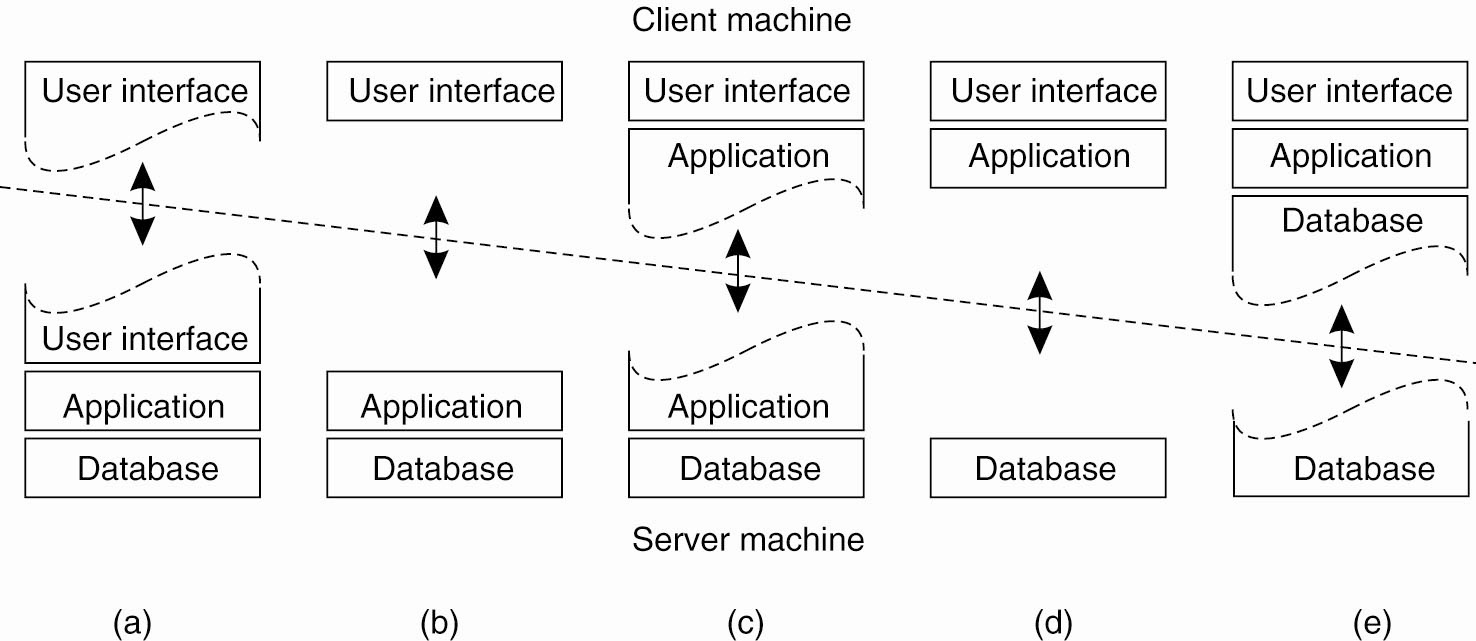 Client machine
User interface
User interface
User interface
User interface
User interface
Application
Application
Application
Database
User interface
Application
Application
Application
Database
Database
Database
Database
Database
Server machine
(a)
(b)
(c)
(d)
(e)